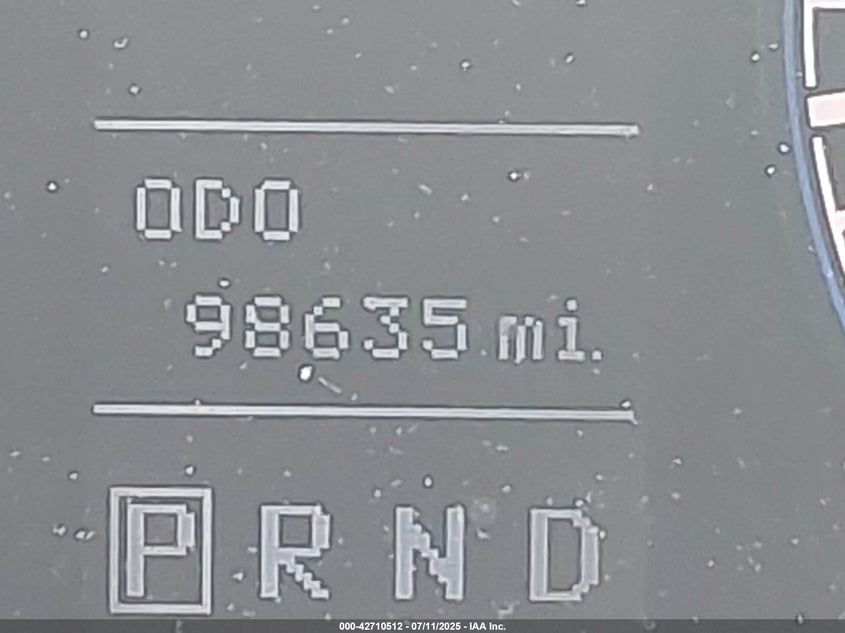 ODO
98635 mi.
P R N D
000-42710512 - 07/11/2025 - IAA Inc.